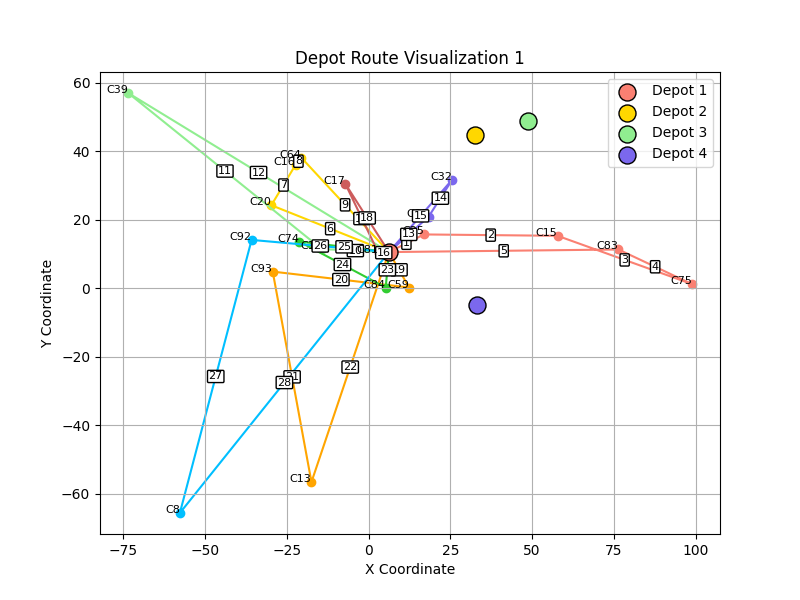 Depot Route Visualization 1
Depot 1
Depot 2
Depot 3
Depot 4
60
40
20
0
−20
−40
−60
−75
−50
−25
0
25
50
75
100
X Coordinate
Y Coordinate
C39
C64
8
C17
C32
C20
C92
C74
C93
C84
C59
C15
C83
C75
C13
C8
11
12
7
9
18
14
15
6
13
2
5
3
4
26
25
16
24
23
19
20
22
27
28